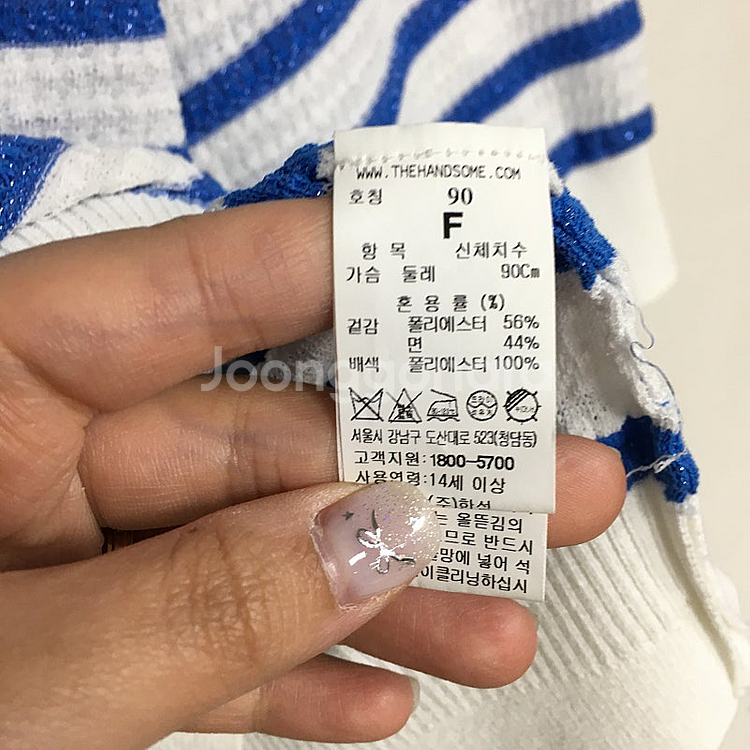 WWW.THEHANDSOME.COM
호칭 90
F
항 목 신체치수
가슴 둘레 90Cm
혼 용 률 (%)
겉감 폴리에스터 56%
면 44%
배색 폴리에스터 100%
서울시 강남구 도산대로 523(청담동)
고객지원:1800-5700
사용연령:14세 이상
(주)한섬
는 올뜯김의
므로 반드시
망에 넣어 석
이클리닝하십시